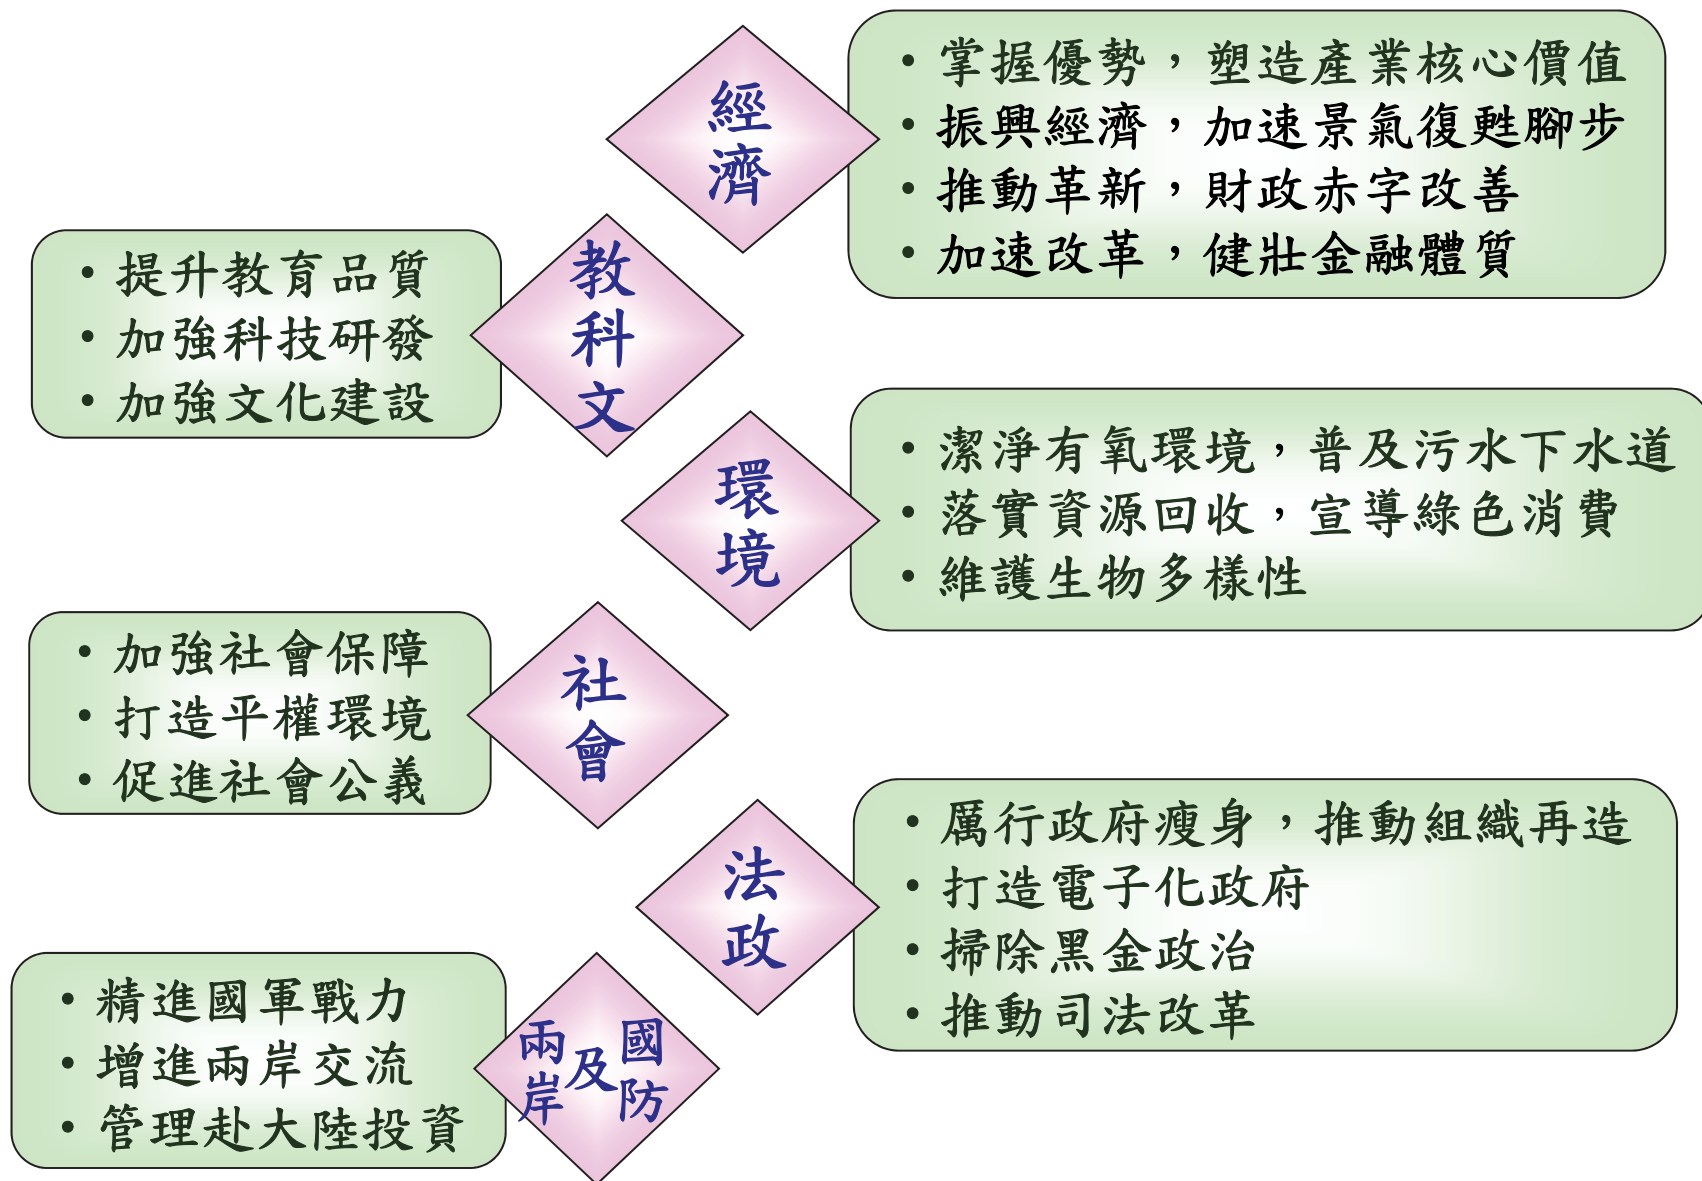 經濟
• 掌握優勢，塑造產業核心價值
• 振興經濟，加速景氣復甦腳步
• 推動革新，財政赤字改善
• 加速改革，健壯金融體質
教科文
• 提升教育品質
• 加強科技研發
• 加強文化建設
環境
• 潔淨有氧環境，普及污水下水道
• 落實資源回收，宣導綠色消費
• 維護生物多樣性
社會
• 加強社會保障
• 打造平權環境
• 促進社會公義
法政
• 厲行政府瘦身，推動組織再造
• 打造電子化政府
• 掃除黑金政治
• 推動司法改革
國防
及
兩岸
• 精進國軍戰力
• 增進兩岸交流
• 管理赴大陸投資